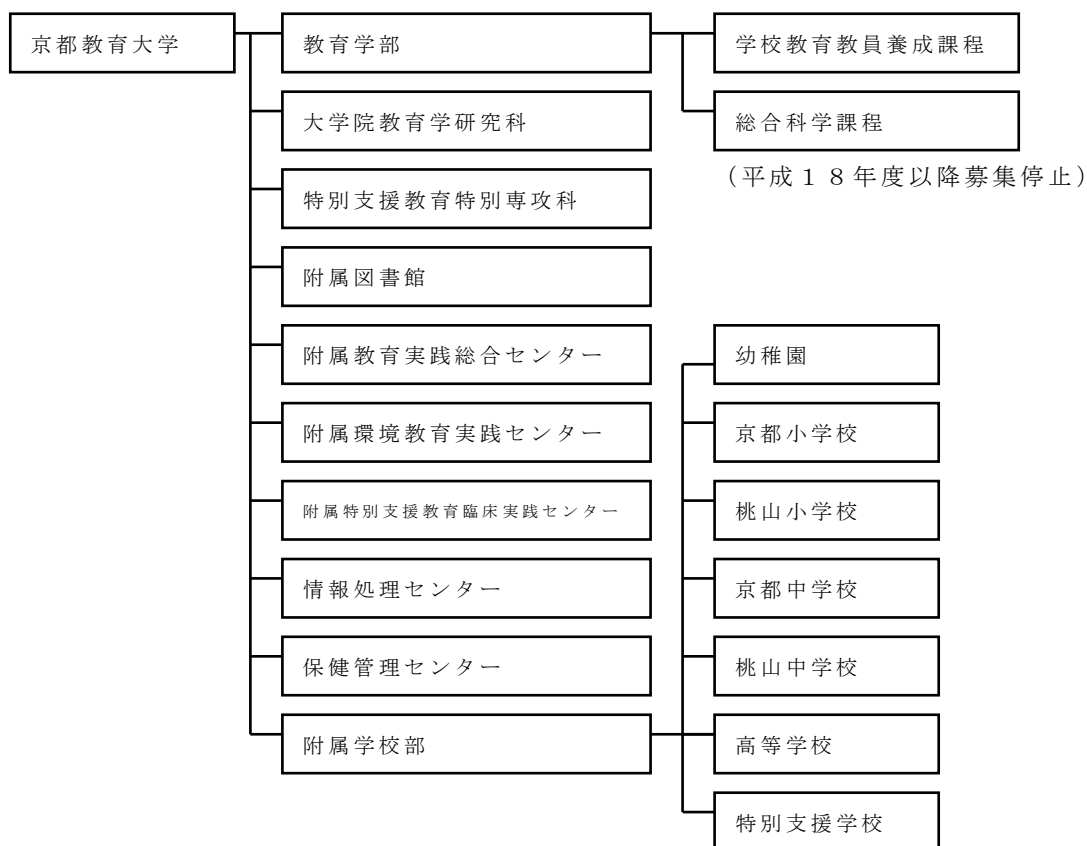 京都教育大学
教育学部
学校教育教員養成課程
大学院教育学研究科
総合科学課程
(平成18年度以降募集停止)
特別支援教育特別専攻科
附属図書館
附属教育実践総合センター
幼稚園
附属環境教育実践センター
京都小学校
附属特別支援教育臨床実践センター
桃山小学校
情報処理センター
京都中学校
保健管理センター
桃山中学校
附属学校部
高等学校
特別支援学校